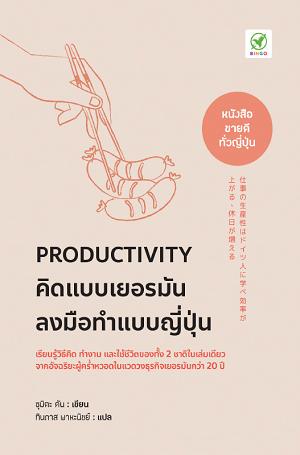 BINGO
หนังสือ
ขายดี
ทั่วญี่ปุ่น
仕事の生産性はドイツ人に学べ効率が
上がる、休日が増える
PRODUCTIVITY
คิดแบบเยอรมัน
ลงมือทำแบบญี่ปุ่น
เรียนรู้วิธีคิด ทำงาน และใช้ชีวิตของทั้ง 2 ชาติในเล่มเดียว
จากอัจฉริยะผู้คร่ำหวอดในแวดวงธุรกิจเยอรมันกว่า 20 ปี
ซุมิตะ คัน : เขียน
ทินภาส พาหะนิชย์ : แปล